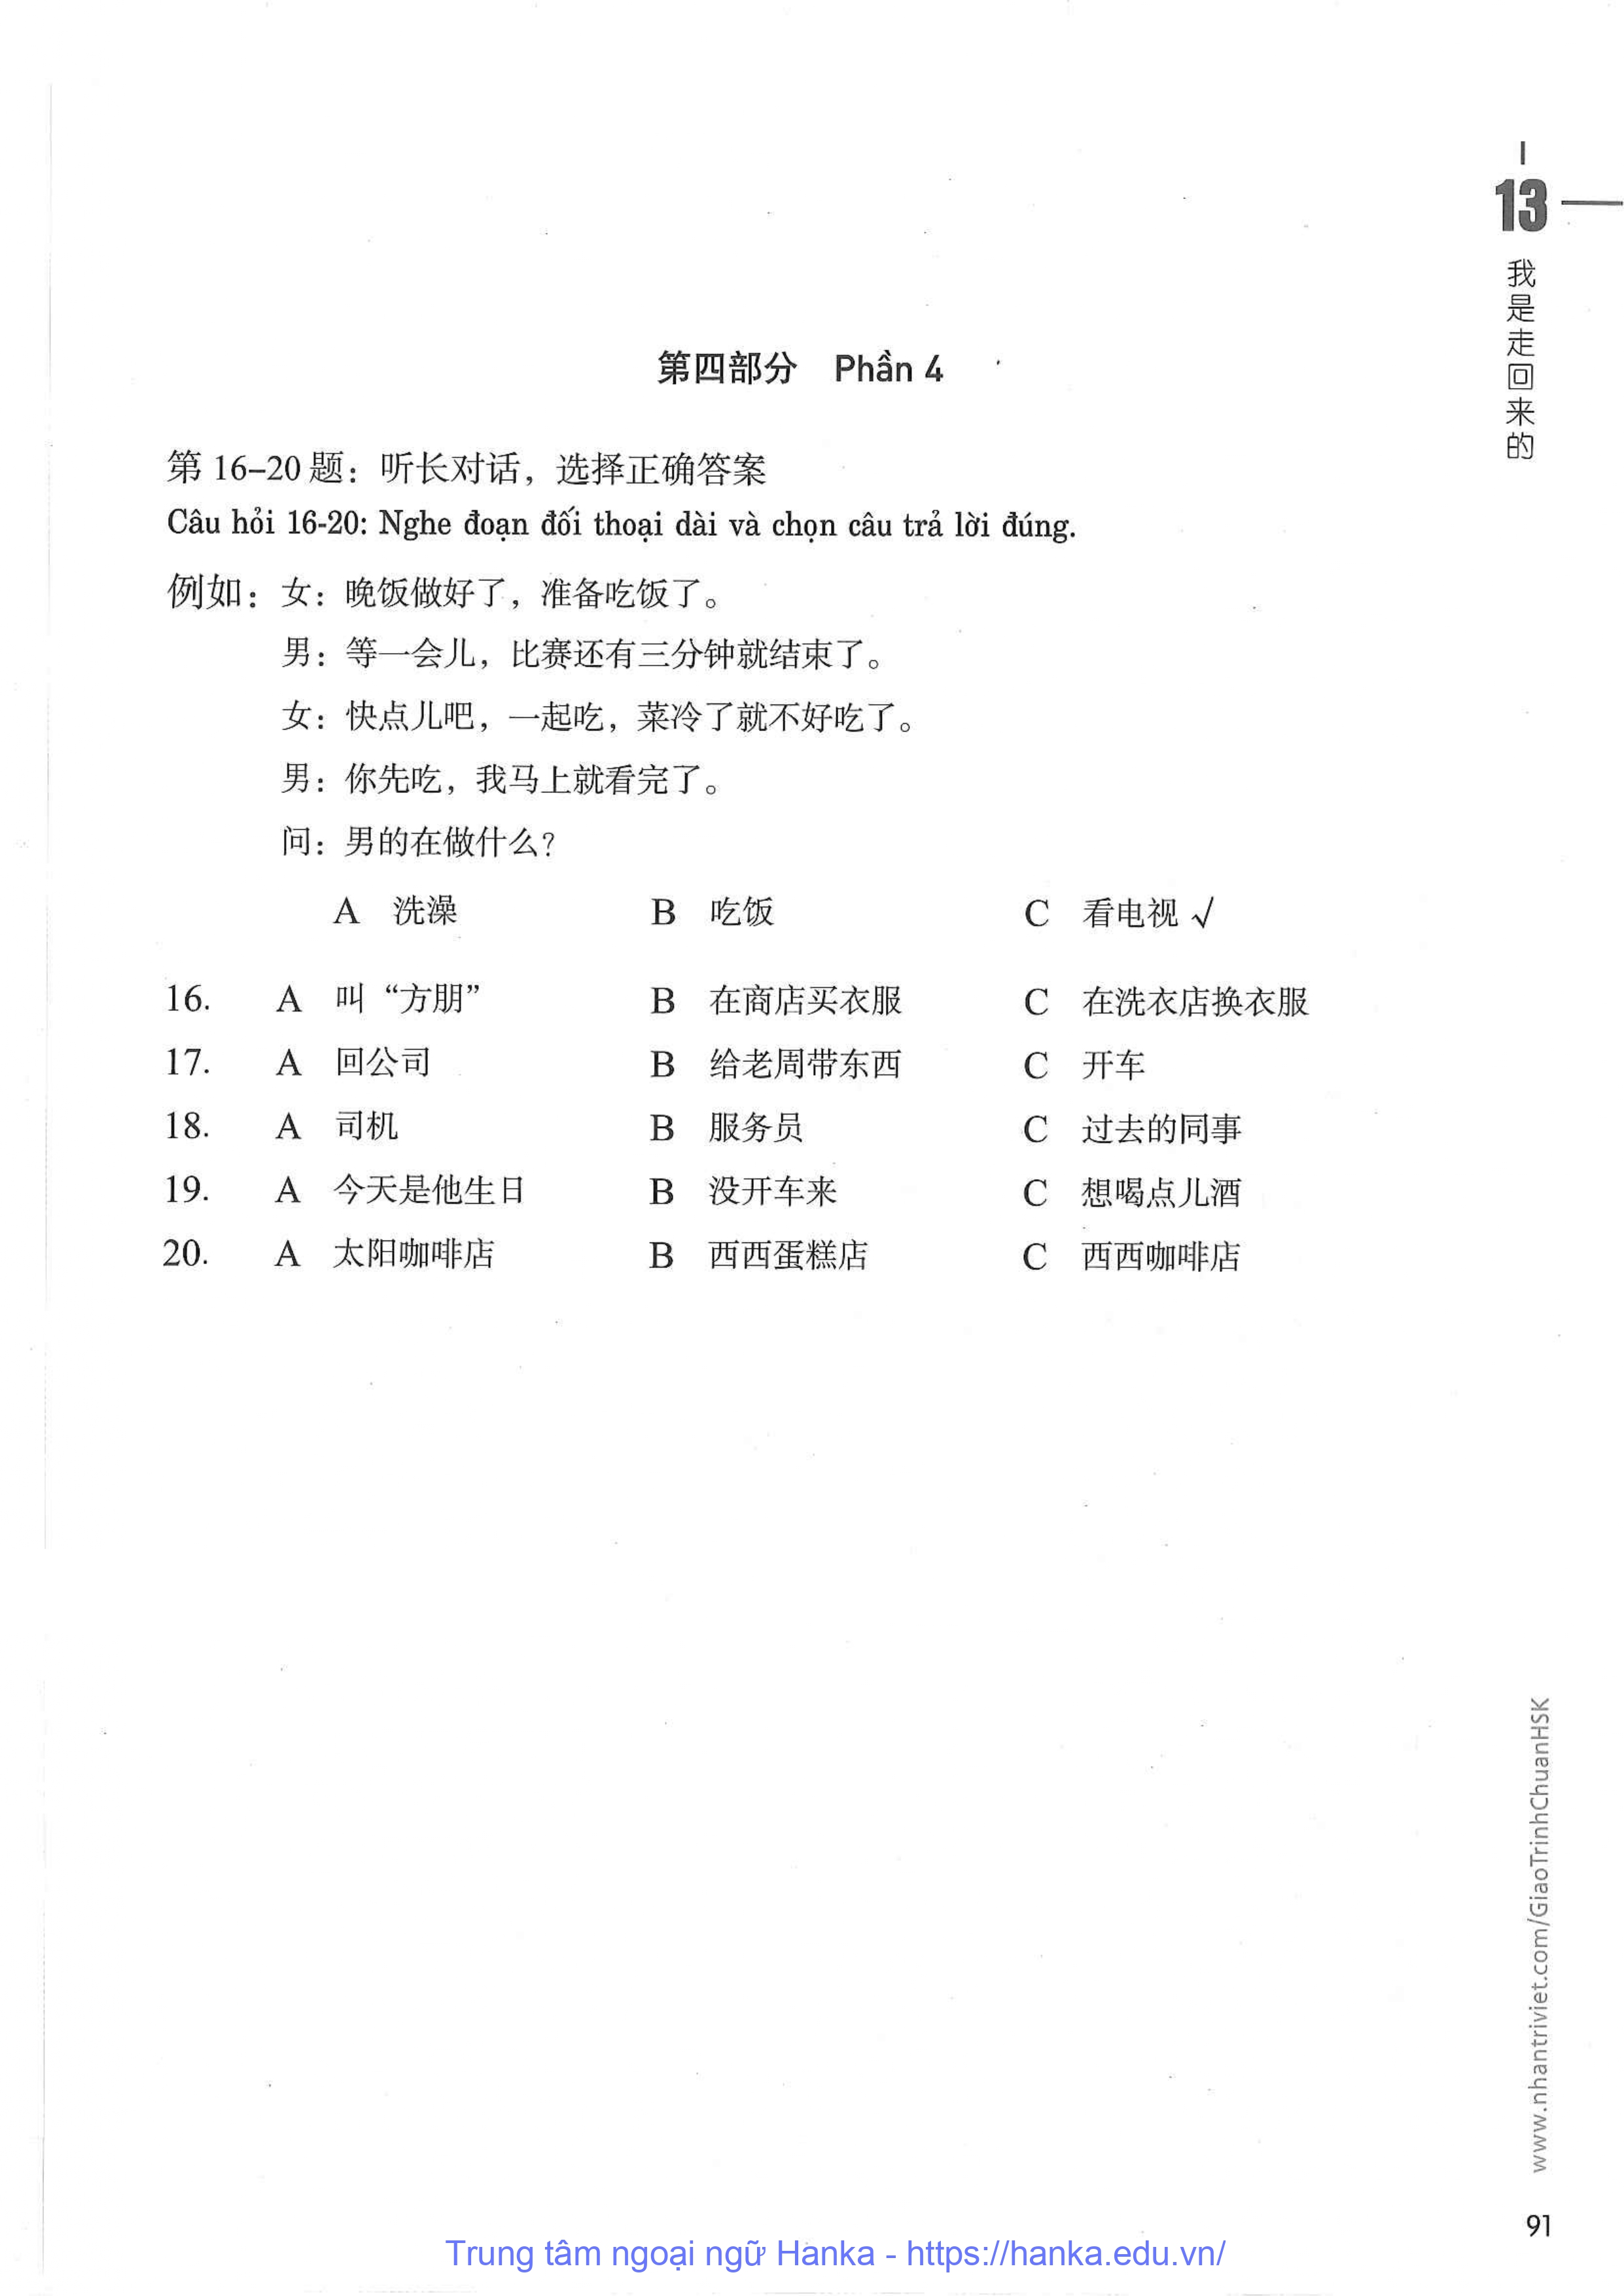 13
我是走回来的
第四部分 Phần 4
第 16–20 题：听长对话，选择正确答案
Câu hỏi 16-20: Nghe đoạn đối thoại dài và chọn câu trả lời đúng.
例如：女：晚饭做好了，准备吃饭了。
男：等一会儿，比赛还有三分钟就结束了。
女：快点儿吧，一起吃，菜冷了就不好吃了。
男：你先吃，我马上就看完了。
问：男的在做什么？
A 洗澡 B 吃饭 C 看电视 √
16. A 叫“方朋” B 在商店买衣服 C 在洗衣店换衣服
17. A 回公司 B 给老周带东西 C 开车
18. A 司机 B 服务员 C 过去的同事
19. A 今天是他生日 B 没开车来 C 想喝点儿酒
20. A 太阳咖啡店 B 西西蛋糕店 C 西西咖啡店
www.nhantriviet.com/GiaoTrinhChuanHSK
91
Trung tâm ngoại ngữ Hanka - https://hanka.edu.vn/